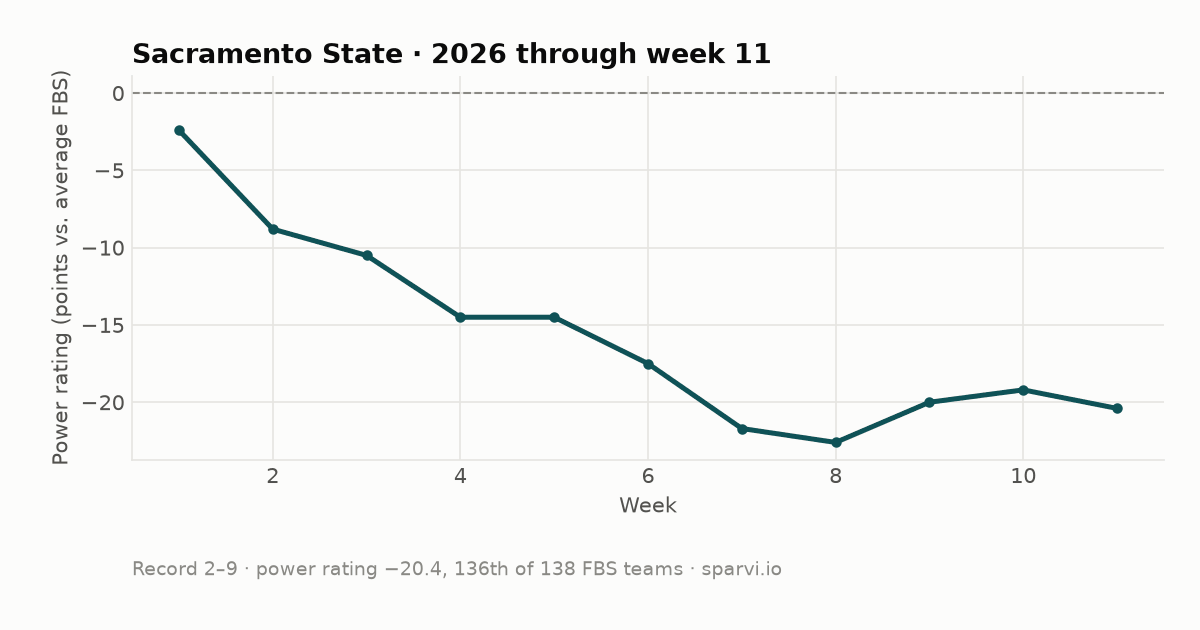 Sacramento State · 2026 through week 11
Power rating (points vs. average FBS)
0
−5
−10
−15
−20
2 4 6 8 10
Week
Record 2–9 · power rating −20.4, 136th of 138 FBS teams · sparvi.io